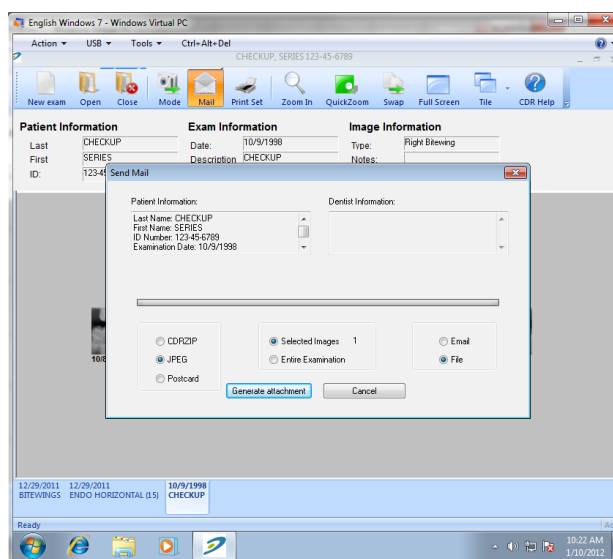 English Windows 7 - Windows Virtual PC
Action USB Tools Ctrl+Alt+Del
CHECKUP, SERIES 123-45-6789
New exam Open Close Mode Mail Print Set Zoom In QuickZoom Swap Full Screen Tile CDR Help
Patient Information Exam Information Image Information
Last CHECKUP Date: 10/9/1998 Type: Right Bitewing
First SERIES Description CHECKUP Notes:
ID: 123-45
Send Mail
Patient Information: Dentist Information:
Last Name: CHECKUP
First Name: SERIES
ID Number: 123-45-6789
Examination Date: 10/9/1998
CDRZIP Selected Images 1 Email
10/8
JPEG Entire Examination File
Postcard
Generate attachment Cancel
12/29/2011 12/29/2011 10/9/1998
BITEWINGS ENDO HORIZONTAL (15) CHECKUP
Ready Ac
10:22 AM
1/10/2012